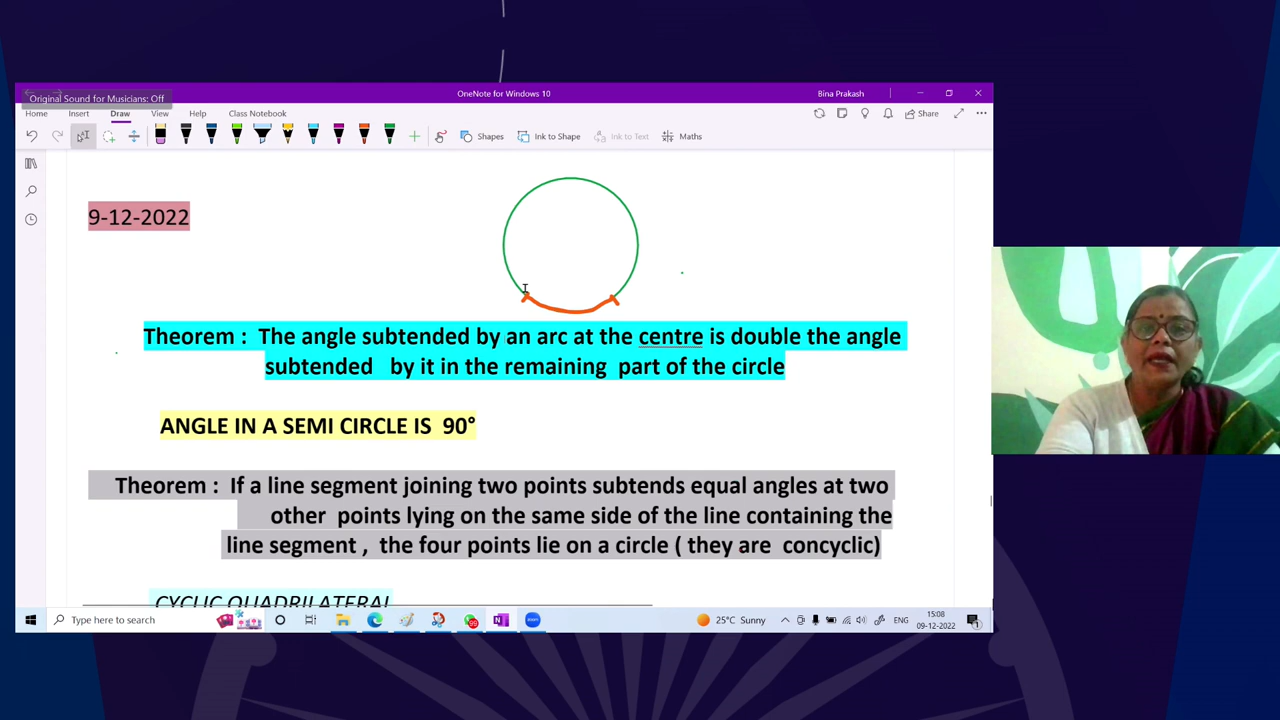 Original Sound for Musicians: Off
OneNote for Windows 10
Bina Prakash
Home Insert Draw View Help Class Notebook
Share
Shapes Ink to Shape Ink to Text Maths
9-12-2022
Theorem : The angle subtended by an arc at the centre is double the angle
subtended by it in the remaining part of the circle
ANGLE IN A SEMI CIRCLE IS 90°
Theorem : If a line segment joining two points subtends equal angles at two
other points lying on the same side of the line containing the
line segment , the four points lie on a circle ( they are concyclic)
CYCLIC QUADRILATERAL
Type here to search
99
25°C Sunny
ENG
15:08
09-12-2022
1